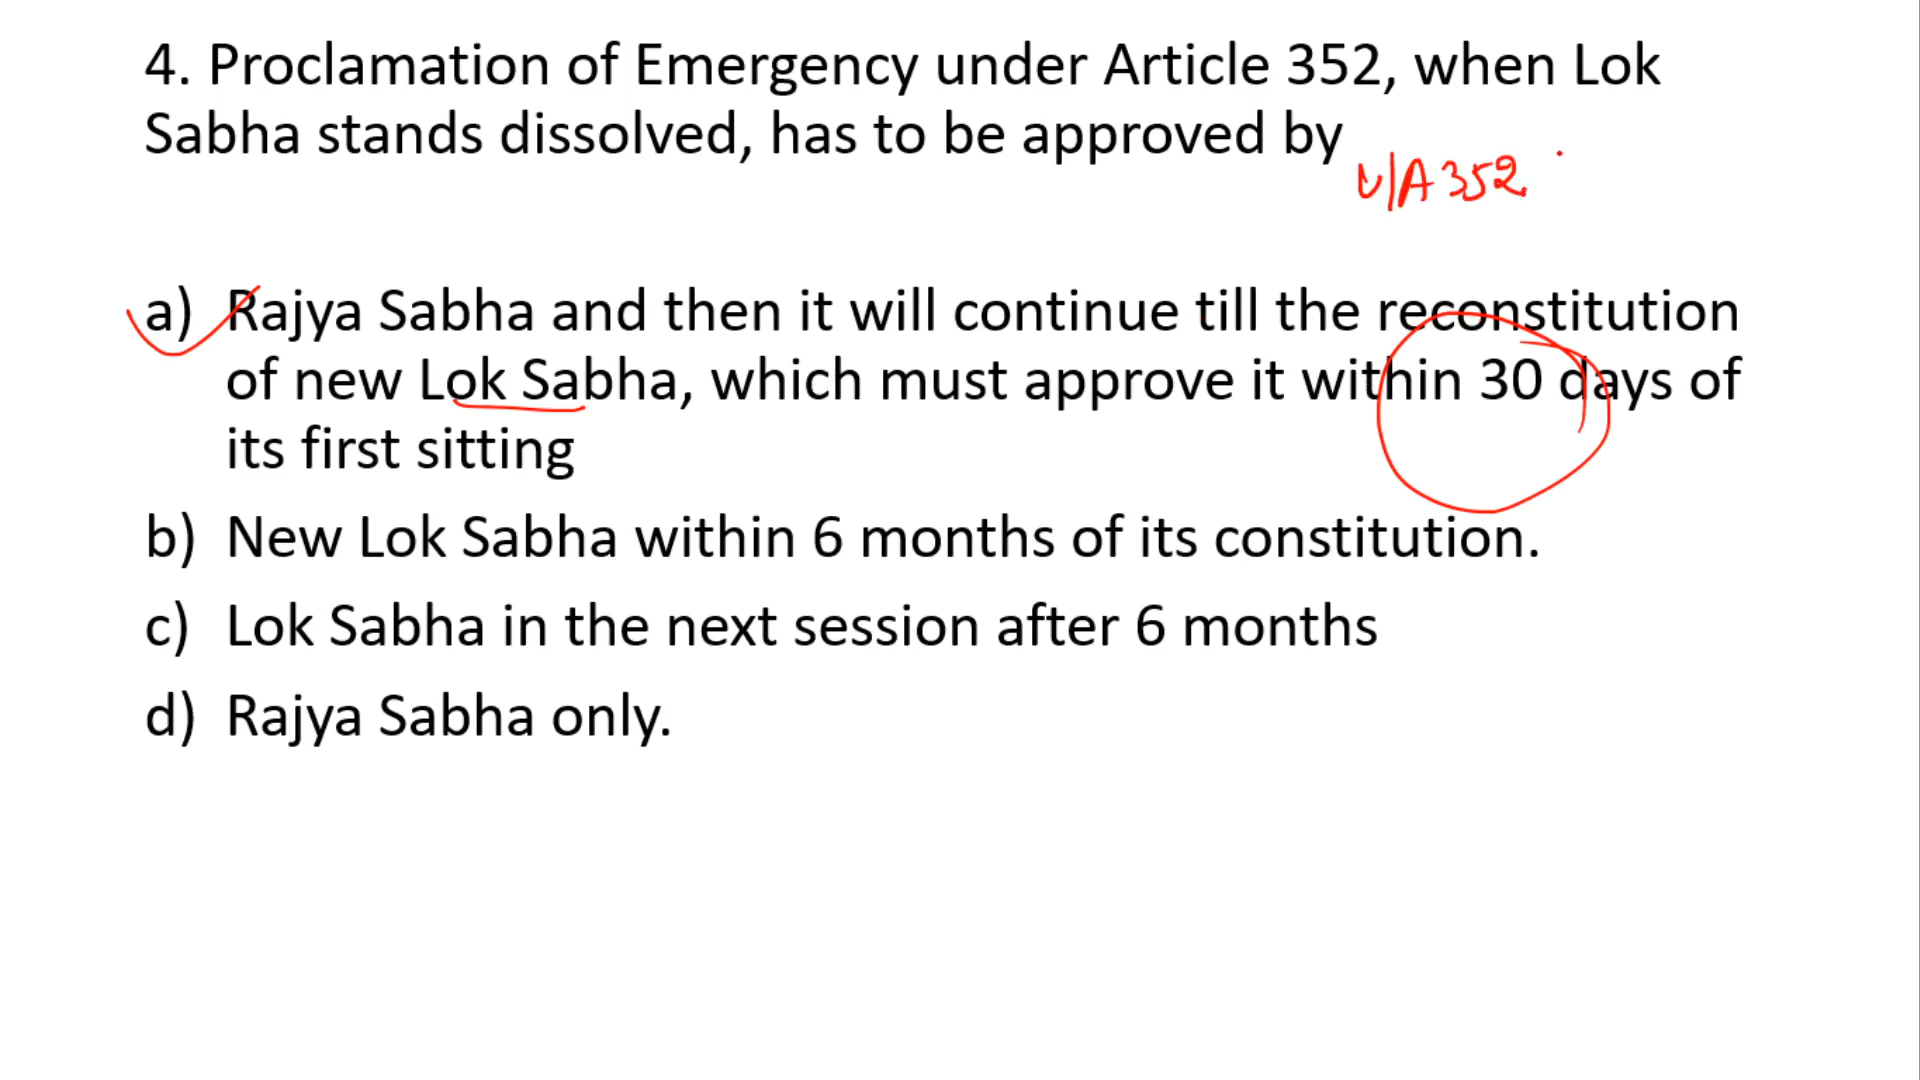 4. Proclamation of Emergency under Article 352, when Lok
Sabha stands dissolved, has to be approved by
U/A 352
a) Rajya Sabha and then it will continue till the reconstitution
of new Lok Sabha, which must approve it within 30 days of
its first sitting
b) New Lok Sabha within 6 months of its constitution.
c) Lok Sabha in the next session after 6 months
d) Rajya Sabha only.